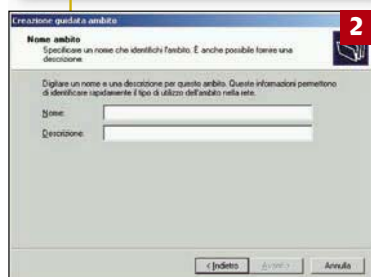 Creazione guidata ambito
2
Nome ambito
Specificare un nome che identifichi l'ambito. È anche possibile fornire una
descrizione.
Digitare un nome e una descrizione per questo ambito. Queste informazioni permettono
di identificare rapidamente il tipo di utilizzo dell'ambito nella rete.
Nome:
Descrizione:
< Indietro
Avanti >
Annulla